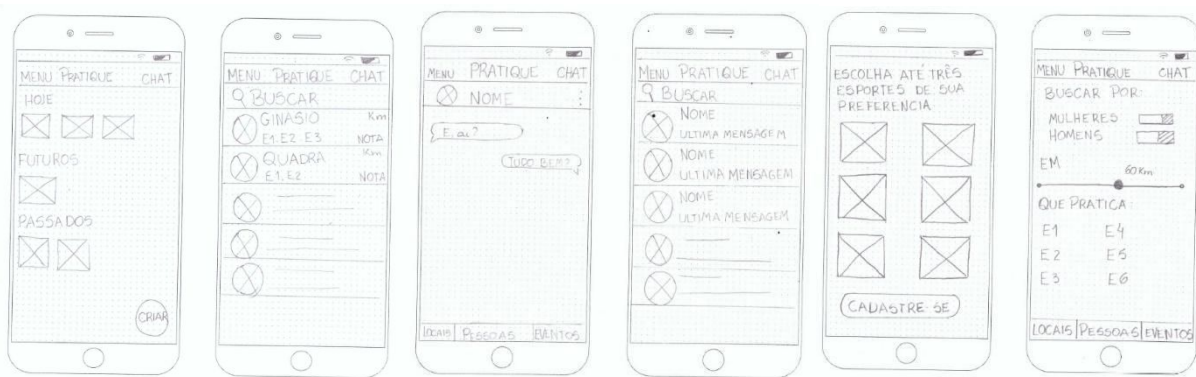 MENU PRATIQUE CHAT
HOJE
FUTUROS
PASSADOS
CRIAR
MENU PRATIQUE CHAT
BUSCAR
GINASIO Km
E1. E2. E3 NOTA
QUADRA Km
E1, E2 NOTA
MENU PRATIQUE CHAT
NOME
E, aí?
TUDO BEM?
LOCAIS PESSOAS EVENTOS
MENU PRATIQUE CHAT
BUSCAR
NOME
ULTIMA MENSAGEM
NOME
ULTIMA MENSAGEM
NOME
ULTIMA MENSAGEM
ESCOLHA ATÉ TRÊS
ESPORTES DE SUA
PREFERENCIA
CADASTRE-SE
MENU PRATIQUE CHAT
BUSCAR POR:
MULHERES
HOMENS
EM
60 Km
QUE PRATICA:
E1 E4
E2 E5
E3 E6
LOCAIS PESSOAS EVENTOS